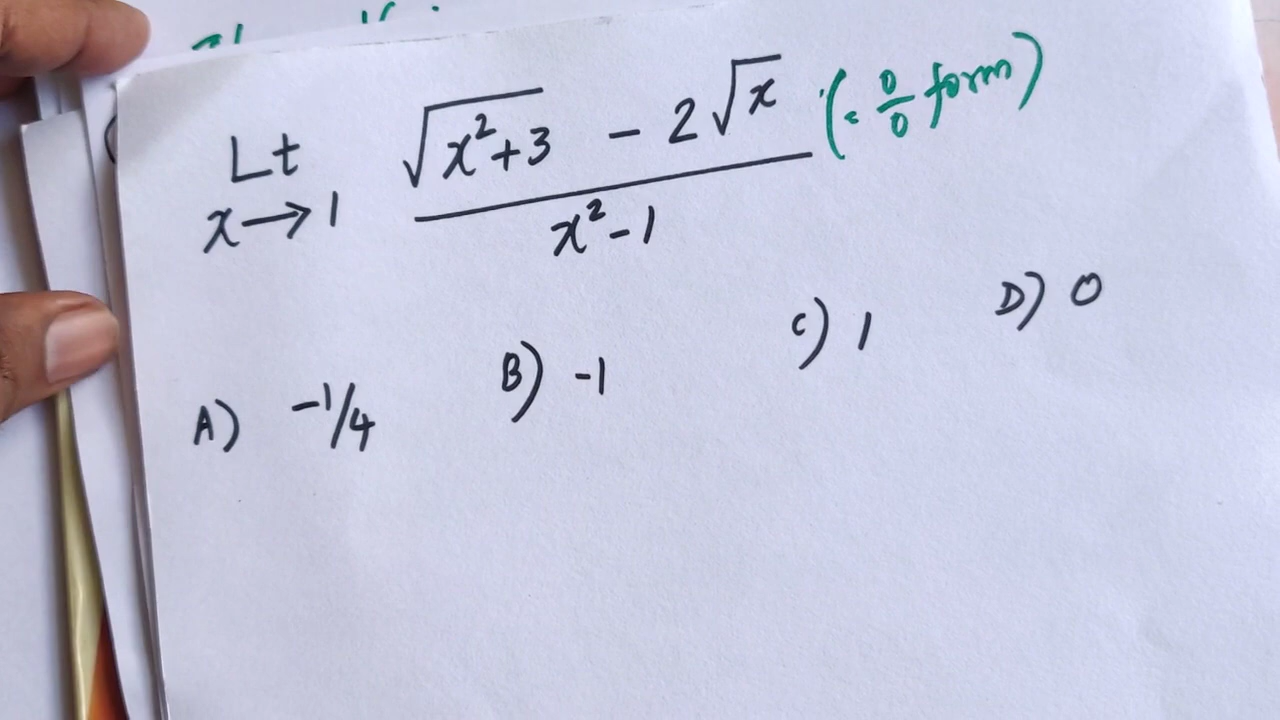 Lt x→1 (√(x²+3) - 2√x)/(x²-1) (= 0/0 form)
A) -1/4 B) -1 C) 1 D) 0